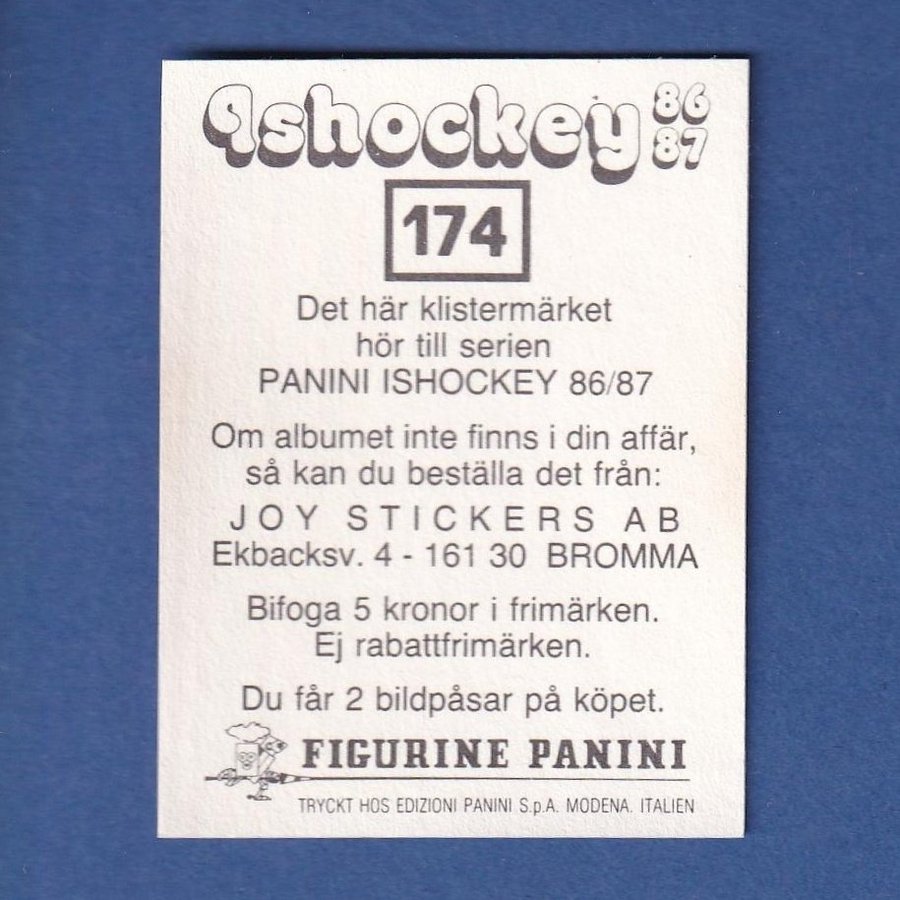 Ishockey 86
87
174
Det här klistermärket
hör till serien
PANINI ISHOCKEY 86/87
Om albumet inte finns i din affär,
så kan du beställa det från:
JOY STICKERS AB
Ekbacksv. 4 - 161 30 BROMMA
Bifoga 5 kronor i frimärken.
Ej rabattfrimärken.
Du får 2 bildpåsar på köpet.
FIGURINE PANINI
TRYCKT HOS EDIZIONI PANINI S.p.A. MODENA. ITALIEN